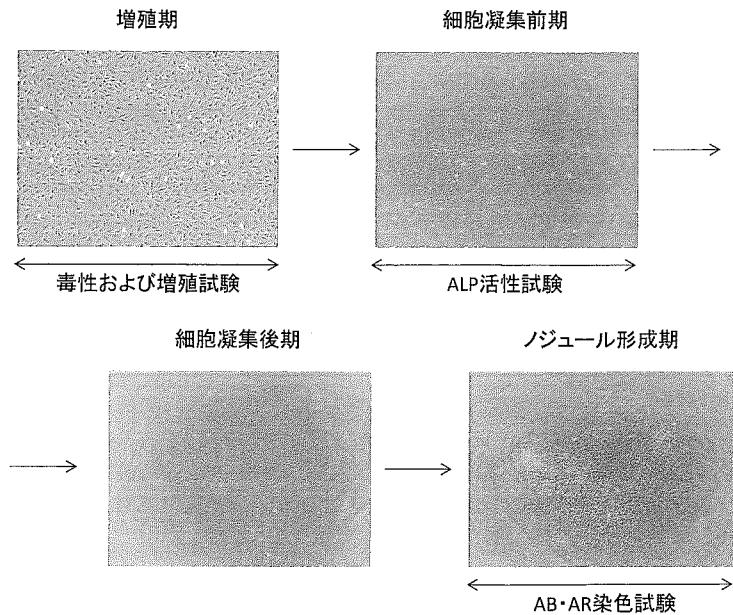 増殖期
細胞凝集前期
毒性および増殖試験
ALP活性試験
細胞凝集後期
ノジュール形成期
AB・AR染色試験